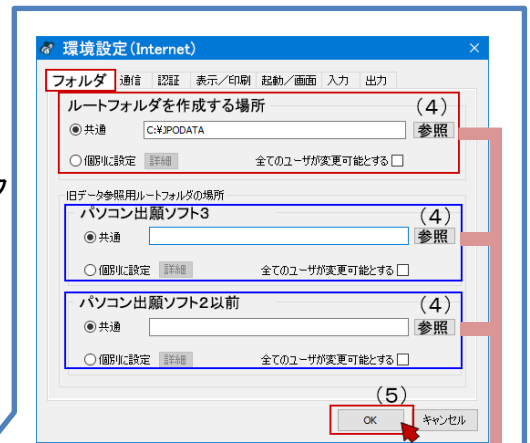 環境設定(Internet)
フォルダ 通信 認証 表示/印刷 起動/画面 入力 出力
ルートフォルダを作成する場所 (4)
共通 C:¥JPODATA 参照
個別に設定 詳細 全てのユーザが変更可能とする
旧データ参照用ルートフォルダの場所
パソコン出願ソフト3 (4)
共通 参照
個別に設定 詳細 全てのユーザが変更可能とする
パソコン出願ソフト2以前 (4)
共通 参照
個別に設定 詳細 全てのユーザが変更可能とする
(5)
OK キャンセル